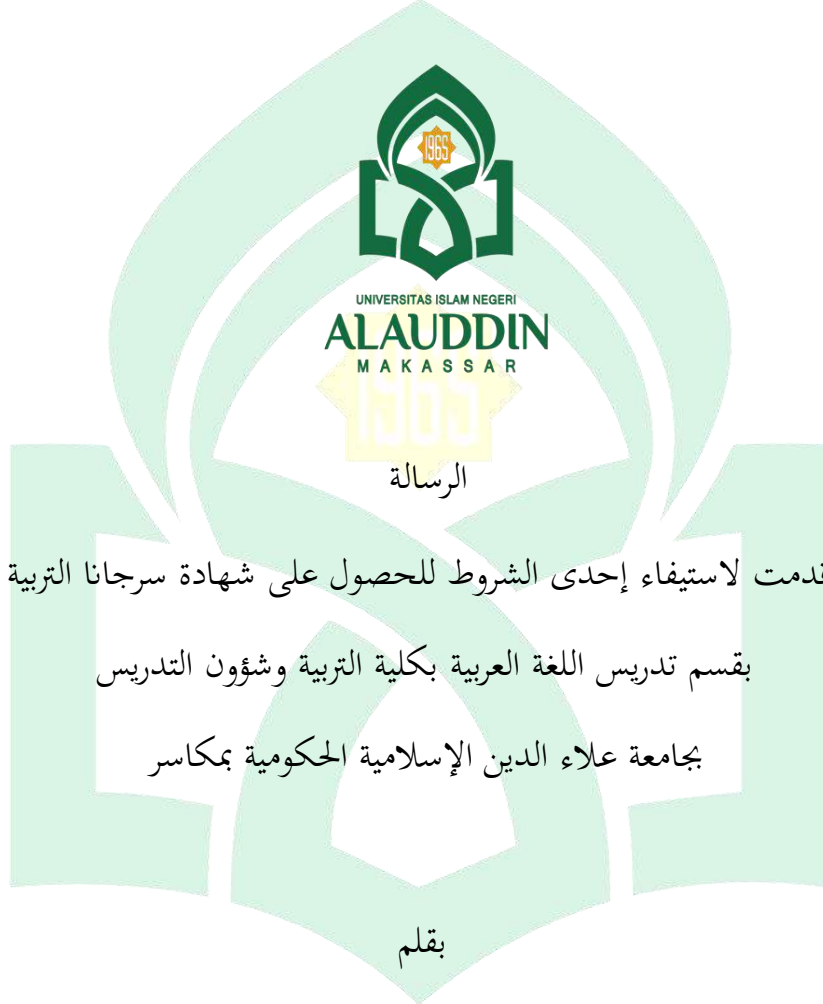 1965
UNIVERSITAS ISLAM NEGERI
ALAUDDIN
MAKASSAR
1965
الرسالة
قدمت لاستيفاء إحدى الشروط للحصول على شهادة سرجانا التربية
بقسم تدريس اللغة العربية بكلية التربية وشؤون التدريس
بجامعة علاء الدين الإسلامية الحكومية بمكاسر
بقلم